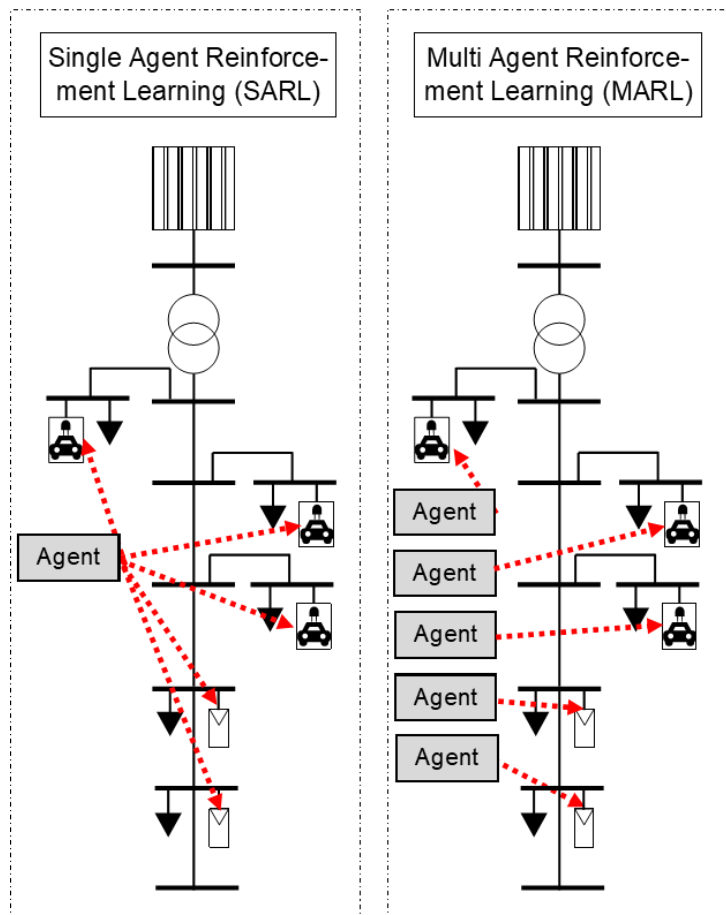 Single Agent Reinforce-
ment Learning (SARL)
Agent
Multi Agent Reinforce-
ment Learning (MARL)
Agent
Agent
Agent
Agent
Agent